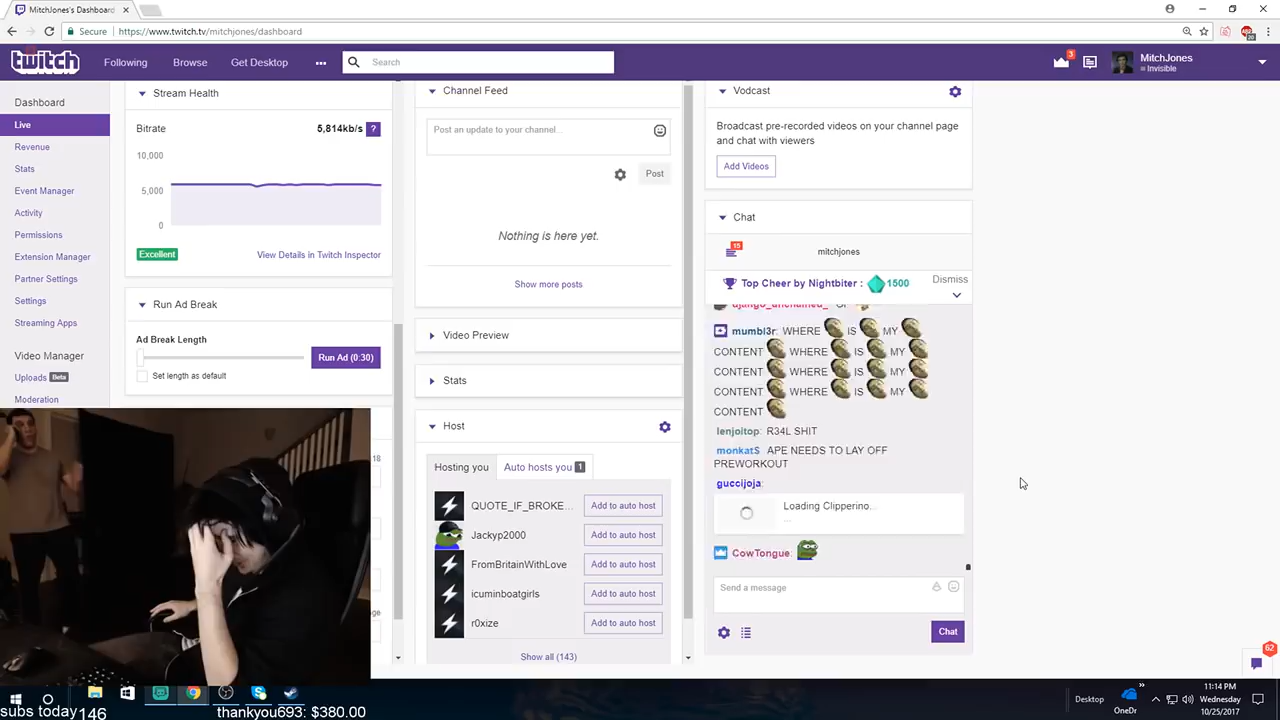 MitchJones's Dashboard
Secure https://www.twitch.tv/mitchjones/dashboard
twitch Following Browse Get Desktop Search 3 MitchJones
Invisible
Dashboard
Live
Revenue
Stats
Event Manager
Activity
Permissions
Extension Manager
Partner Settings
Settings
Streaming Apps
Video Manager
Uploads Beta
Moderation
Stream Health
Bitrate 5,814kb/s ?
10,000
5,000
0
Excellent View Details in Twitch Inspector
Run Ad Break
Ad Break Length
Run Ad (0:30)
Set length as default
18
Channel Feed
Post an update to your channel...
Post
Nothing is here yet.
Show more posts
Video Preview
Stats
Host
Hosting you Auto hosts you 1
QUOTE_IF_BROKE... Add to auto host
Jackyp2000 Add to auto host
FromBritainWithLove Add to auto host
icuminboatgirls Add to auto host
r0xize Add to auto host
Show all (143)
Vodcast
Broadcast pre-recorded videos on your channel page
and chat with viewers
Add Videos
Chat
15 mitchjones
Top Cheer by Nightbiter : 1500 Dismiss
django_unchained_
mumbl3r: WHERE IS MY
CONTENT WHERE IS MY
CONTENT WHERE IS MY
CONTENT WHERE IS MY
CONTENT
lenjoitop: R34L SHIT
monkatS APE NEEDS TO LAY OFF
PREWORKOUT
guccijoja:
Loading Clipperino...
...
CowTongue:
Send a message
Chat
62
subs today 146 thankyou693: $380.00
Desktop OneDr
11:14 PM
Wednesday
10/25/2017